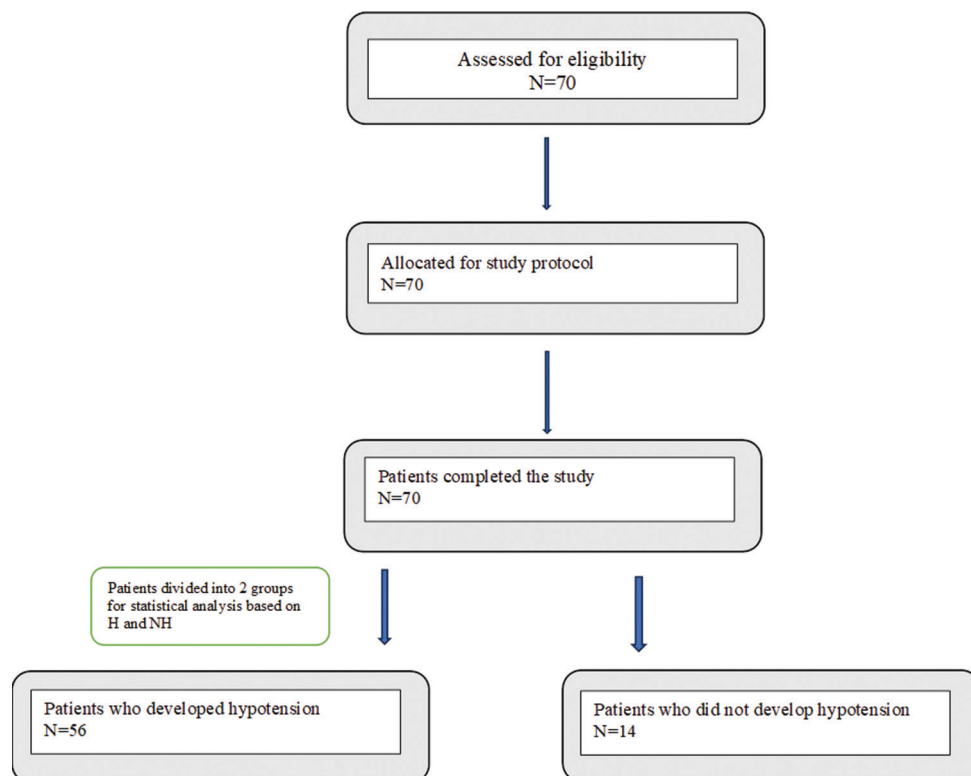 Assessed for eligibility
N=70
Allocated for study protocol
N=70
Patients completed the study
N=70
Patients divided into 2 groups
for statistical analysis based on
H and NH
Patients who developed hypotension
N=56
Patients who did not develop hypotension
N=14